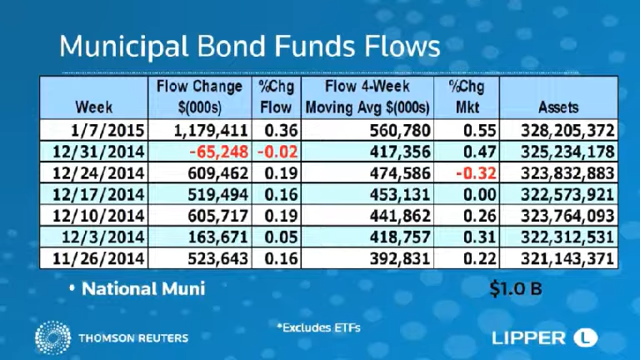 Municipal Bond Funds Flows
Week Flow Change $(000s) %Chg Flow Flow 4-Week Moving Avg $(000s) %Chg Mkt Assets
1/7/2015 1,179,411 0.36 560,780 0.55 328,205,372
12/31/2014 -65,248 -0.02 417,356 0.47 325,234,178
12/24/2014 609,462 0.19 474,586 -0.32 323,832,883
12/17/2014 519,494 0.16 453,131 0.00 322,573,921
12/10/2014 605,717 0.19 441,862 0.26 323,764,093
12/3/2014 163,671 0.05 418,757 0.31 322,312,531
11/26/2014 523,643 0.16 392,831 0.22 321,143,371
• National Muni $1.0 B
*Excludes ETFs
THOMSON REUTERS
LIPPER L